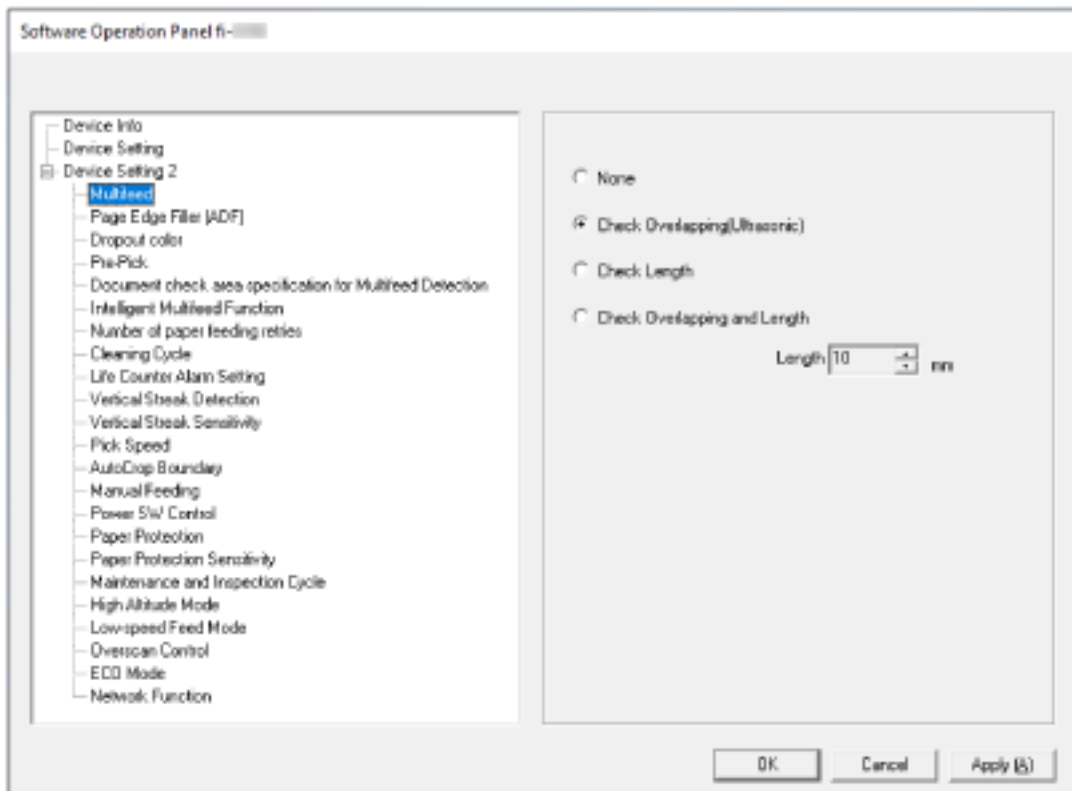 Software Operation Panel fi-
Device Info
Device Setting
Device Setting 2
Multifeed
Page Edge Filler [ADF]
Dropout color
Pre-Pick
Document check area specification for Multifeed Detection
Intelligent Multifeed Function
Number of paper feeding retries
Cleaning Cycle
Life Counter Alarm Setting
Vertical Streak Detection
Vertical Streak Sensitivity
Pick Speed
AutoCrop Boundary
Manual Feeding
Power SW Control
Paper Protection
Paper Protection Sensitivity
Maintenance and Inspection Cycle
High Altitude Mode
Low-speed Feed Mode
Overscan Control
ECO Mode
Network Function
None
Check Overlapping(Ultrasonic)
Check Length
Check Overlapping and Length
Length 10 mm
OK Cancel Apply (A)